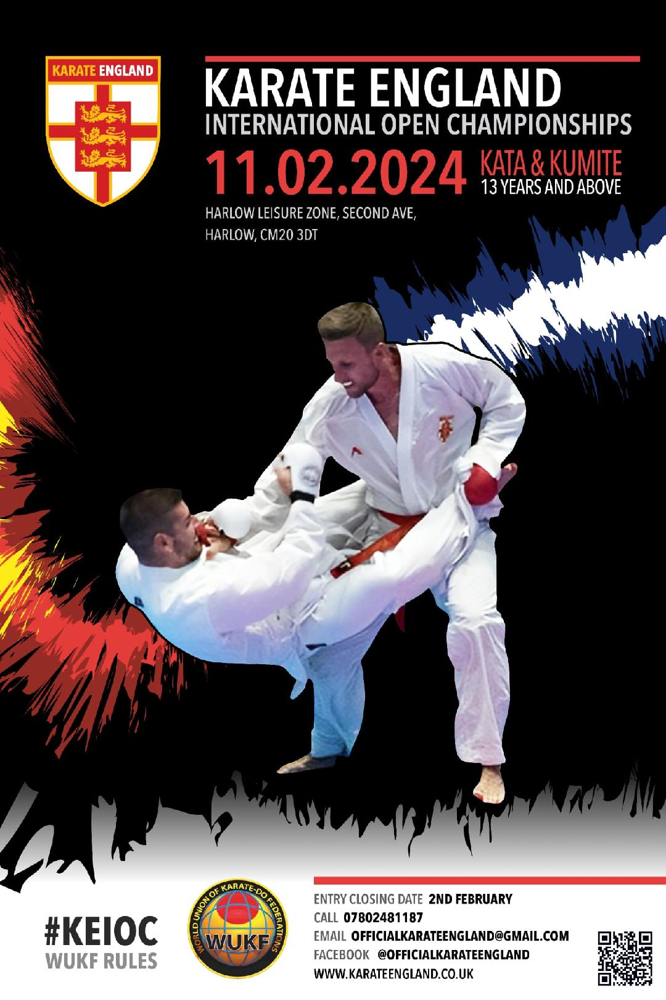 KARATE ENGLAND
KARATE ENGLAND
INTERNATIONAL OPEN CHAMPIONSHIPS
11.02.2024
KATA & KUMITE
13 YEARS AND ABOVE
HARLOW LEISURE ZONE, SECOND AVE,
HARLOW, CM20 3DT
#KEIOC
WUKF RULES
WORLD UNION OF KARATE-DO FEDERATIONS
WUKF
ENTRY CLOSING DATE 2ND FEBRUARY
CALL 07802481187
EMAIL OFFICIALKARATEENGLAND@GMAIL.COM
FACEBOOK @OFFICIALKARATEENGLAND
WWW.KARATEENGLAND.CO.UK